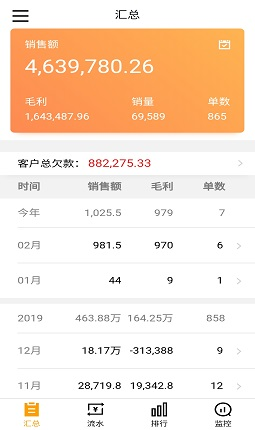 汇总
销售额
4,639,780.26
毛利 销量 单数
1,643,487.96 69,589 865
客户总欠款： 882,275.33
时间 销售额 毛利 单数
今年 1,025.5 979 7
02月 981.5 970 6
01月 44 9 1
2019 463.88万 164.25万 858
12月 18.17万 -313,388 9
11月 28,719.8 19,342.8 12
汇总 流水 排行 监控